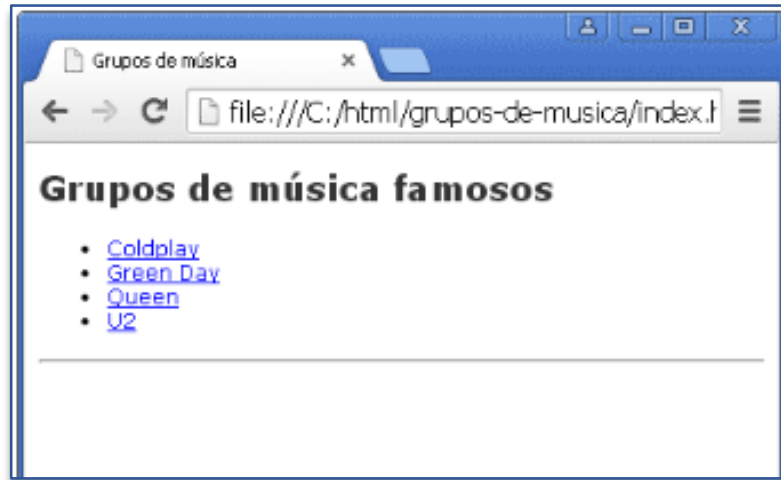 Grupos de música
file:///C:/html/grupos-de-musica/index.h
Grupos de música famosos
• Coldplay
• Green Day
• Queen
• U2